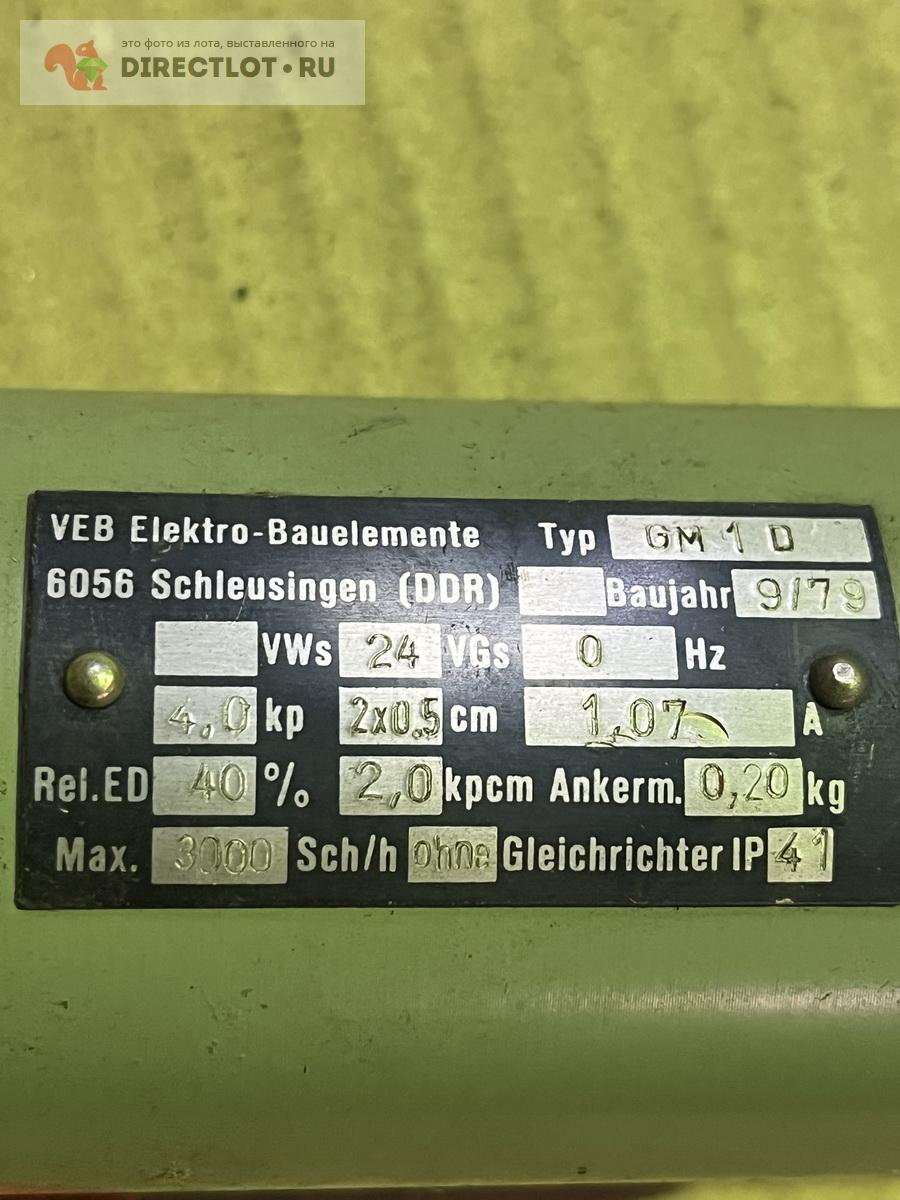 это фото из лота, выставленного на
DIRECTLOT.RU
VEB Elektro-Bauelemente Typ GM 1 D
6056 Schleusingen (DDR) Baujahr 9/79
VWs 24 VGs 0 Hz
4,0 kp 2x0.5 cm 1,07 A
Rel.ED 40 % 2,0 kpcm Ankerm. 0,20 kg
Max. 3000 Sch/h ohne Gleichrichter IP 41